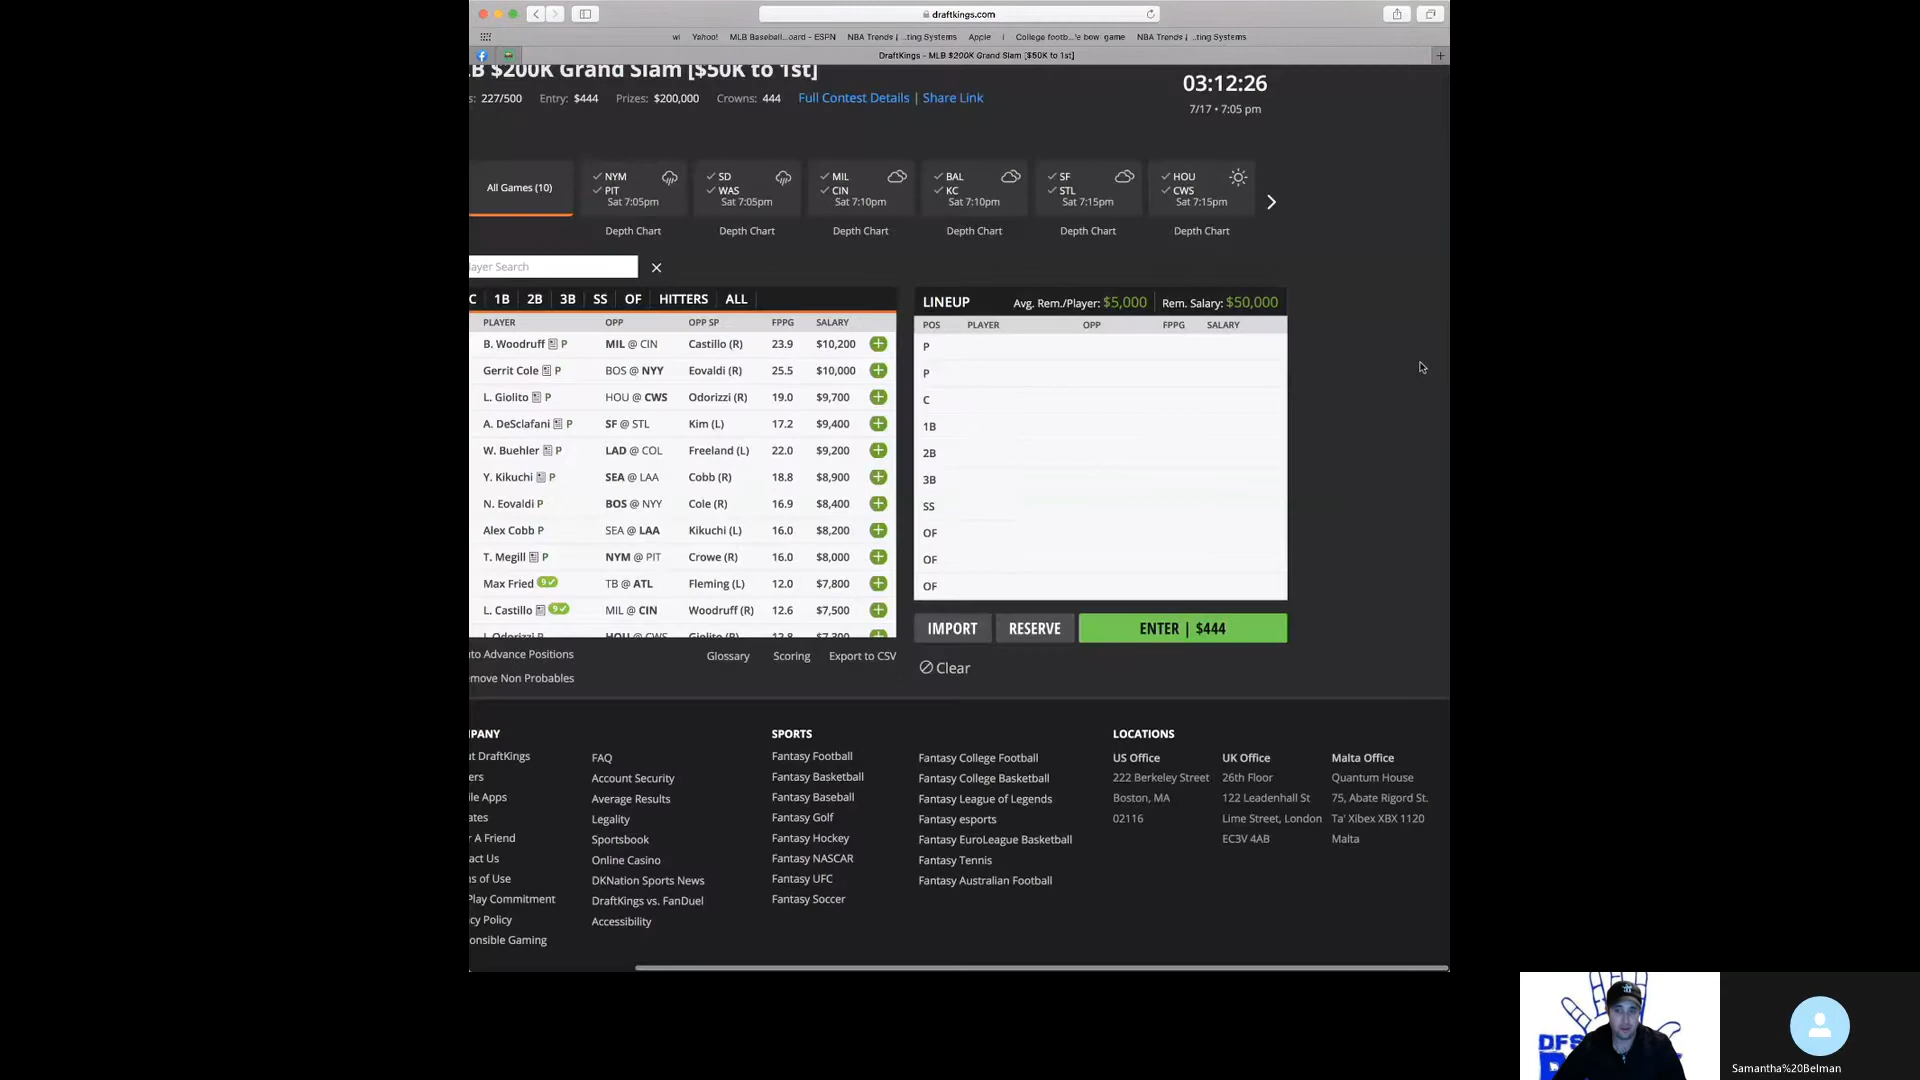 draftkings.com
wi Yahoo! MLB Baseball...oard - ESPN NBA Trends | ...ting Systems Apple College footb...'e bow game NBA Trends | ...ting Systems
DraftKings - MLB $200K Grand Slam [$50K to 1st]
LB $200K Grand Slam [$50K to 1st]
s: 227/500 Entry: $444 Prizes: $200,000 Crowns: 444 Full Contest Details | Share Link
03:12:26
7/17 • 7:05 pm
All Games (10)
NYM PIT Sat 7:05pm
SD WAS Sat 7:05pm
MIL CIN Sat 7:10pm
BAL KC Sat 7:10pm
SF STL Sat 7:15pm
HOU CWS Sat 7:15pm
Depth Chart Depth Chart Depth Chart Depth Chart Depth Chart Depth Chart
layer Search
C 1B 2B 3B SS OF HITTERS ALL
PLAYER OPP OPP SP FPPG SALARY
B. Woodruff P MIL @ CIN Castillo (R) 23.9 $10,200
Gerrit Cole P BOS @ NYY Eovaldi (R) 25.5 $10,000
L. Giolito P HOU @ CWS Odorizzi (R) 19.0 $9,700
A. DeSclafani P SF @ STL Kim (L) 17.2 $9,400
W. Buehler P LAD @ COL Freeland (L) 22.0 $9,200
Y. Kikuchi P SEA @ LAA Cobb (R) 18.8 $8,900
N. Eovaldi P BOS @ NYY Cole (R) 16.9 $8,400
Alex Cobb P SEA @ LAA Kikuchi (L) 16.0 $8,200
T. Megill P NYM @ PIT Crowe (R) 16.0 $8,000
Max Fried 9 TB @ ATL Fleming (L) 12.0 $7,800
L. Castillo 9 MIL @ CIN Woodruff (R) 12.6 $7,500
J. Odorizzi P HOU @ CWS Giolito (R) 12.8 $7,300
LINEUP Avg. Rem./Player: $5,000 Rem. Salary: $50,000
POS PLAYER OPP FPPG SALARY
P
P
C
1B
2B
3B
SS
OF
OF
OF
IMPORT RESERVE ENTER | $444
Clear
to Advance Positions
emove Non Probables
Glossary Scoring Export to CSV
PANY
t DraftKings
ers
le Apps
ates
r A Friend
act Us
s of Use
Play Commitment
cy Policy
onsible Gaming
FAQ
Account Security
Average Results
Legality
Sportsbook
Online Casino
DKNation Sports News
DraftKings vs. FanDuel
Accessibility
SPORTS
Fantasy Football
Fantasy Basketball
Fantasy Baseball
Fantasy Golf
Fantasy Hockey
Fantasy NASCAR
Fantasy UFC
Fantasy Soccer
Fantasy College Football
Fantasy College Basketball
Fantasy League of Legends
Fantasy esports
Fantasy EuroLeague Basketball
Fantasy Tennis
Fantasy Australian Football
LOCATIONS
US Office
222 Berkeley Street
Boston, MA
02116
UK Office
26th Floor
122 Leadenhall St
Lime Street, London
EC3V 4AB
Malta Office
Quantum House
75, Abate Rigord St.
Ta' Xibex XBX 1120
Malta
DFS
Samantha%20Belman